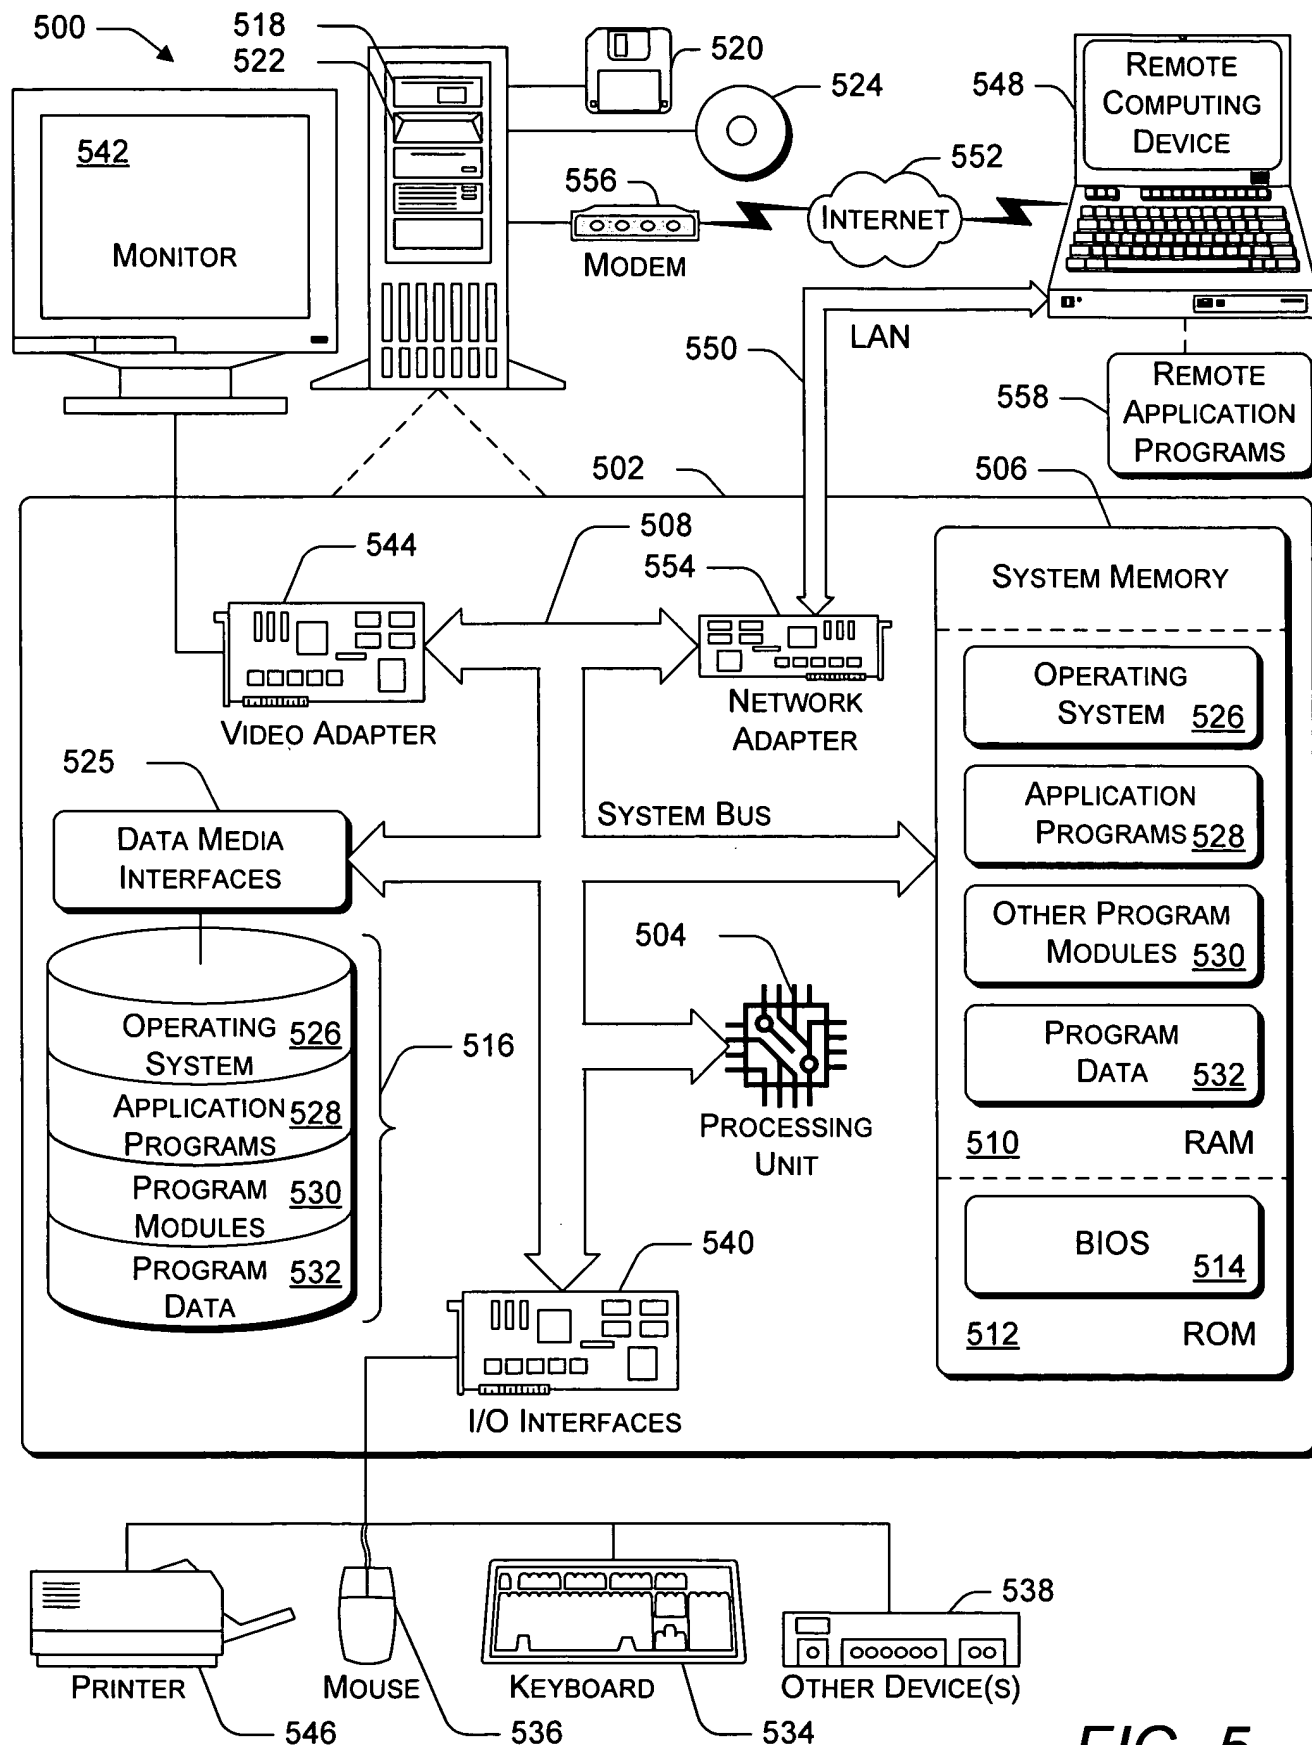 500
518
522
520
524
548
REMOTE
COMPUTING
DEVICE
542
MONITOR
556
MODEM
552
INTERNET
550
LAN
558
REMOTE
APPLICATION
PROGRAMS
502
506
508
544
554
SYSTEM MEMORY
VIDEO ADAPTER
NETWORK
ADAPTER
OPERATING
SYSTEM 526
525
DATA MEDIA
INTERFACES
SYSTEM BUS
APPLICATION
PROGRAMS 528
OTHER PROGRAM
MODULES 530
504
PROCESSING
UNIT
PROGRAM
DATA 532
510 RAM
OPERATING
SYSTEM 526
APPLICATION
PROGRAMS 528
PROGRAM
MODULES 530
PROGRAM
DATA 532
516
BIOS
514
512 ROM
540
I/O INTERFACES
PRINTER
546
MOUSE
536
KEYBOARD
534
538
OTHER DEVICE(S)
FIG. 5